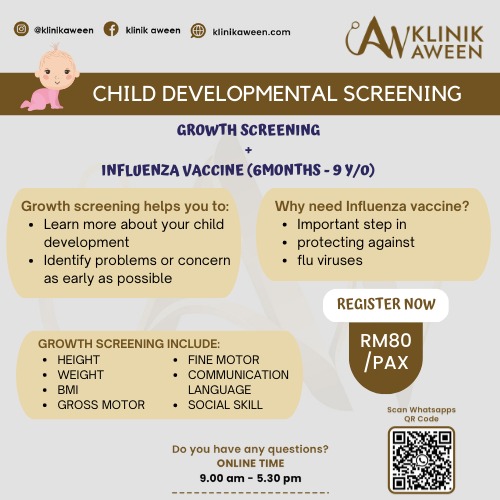 @klinikaween
klinik aween
klinikaween.com
AW KLINIK
AWEEN
CHILD DEVELOPMENTAL SCREENING
GROWTH SCREENING
+
INFLUENZA VACCINE (6MONTHS - 9 Y/O)
Growth screening helps you to:
• Learn more about your child
development
• Identify problems or concern
as early as possible
Why need Influenza vaccine?
• Important step in
• protecting against
• flu viruses
REGISTER NOW
RM80
/PAX
GROWTH SCREENING INCLUDE:
• HEIGHT
• WEIGHT
• BMI
• GROSS MOTOR
• FINE MOTOR
• COMMUNICATION
LANGUAGE
• SOCIAL SKILL
Scan Whatsapps
QR Code
Do you have any questions?
ONLINE TIME
9.00 am - 5.30 pm